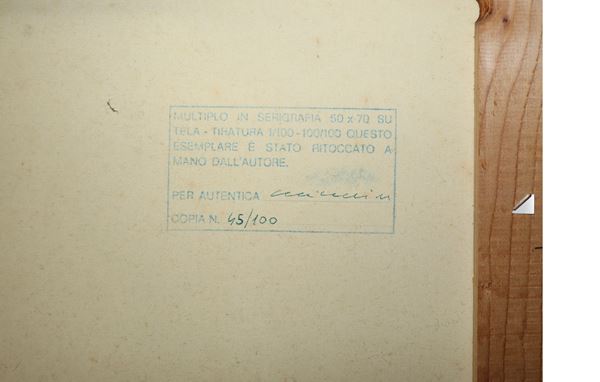 MULTIPLO IN SERIGRAFIA 50 x 70 SU
TELA - TIRATURA 1/100 - 100/100 QUESTO
ESEMPLARE È STATO RITOCCATO A
MANO DALL'AUTORE.
PER AUTENTICA
COPIA N. 45/100